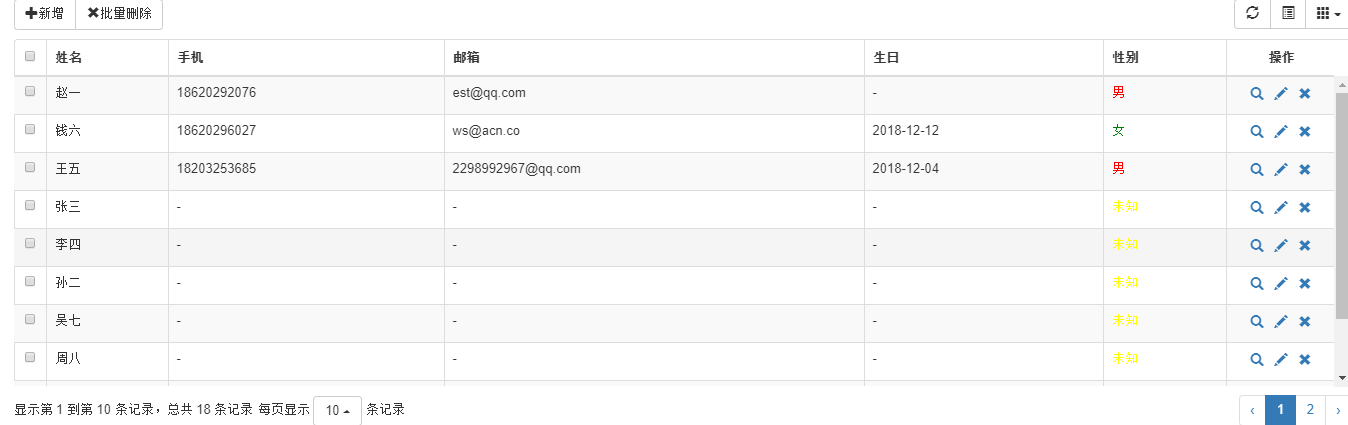 新增 批量删除
姓名 手机 邮箱 生日 性别 操作
赵一 18620292076 est@qq.com - 男
钱六 18620296027 ws@acn.co 2018-12-12 女
王五 18203253685 2298992967@qq.com 2018-12-04 男
张三 - - - 未知
李四 - - - 未知
孙二 - - - 未知
吴七 - - - 未知
周八 - - - 未知
显示第 1 到第 10 条记录，总共 18 条记录 每页显示 10 条记录 ‹ 1 2 ›